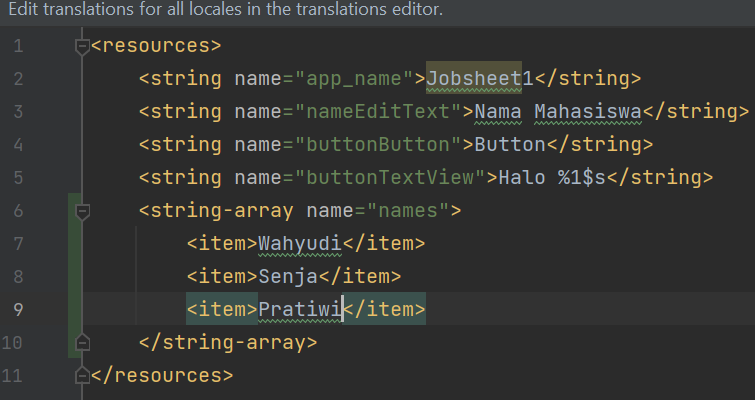 Edit translations for all locales in the translations editor.
1 <resources>
2 <string name="app_name">Jobsheet1</string>
3 <string name="nameEditText">Nama Mahasiswa</string>
4 <string name="buttonButton">Button</string>
5 <string name="buttonTextView">Halo %1$s</string>
6 <string-array name="names">
7 <item>Wahyudi</item>
8 <item>Senja</item>
9 <item>Pratiwi</item>
10 </string-array>
11 </resources>